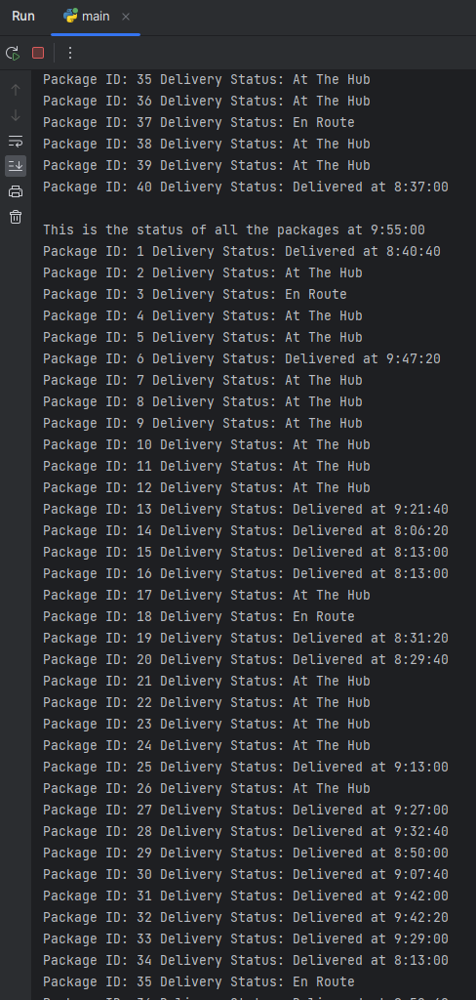 Run main
Package ID: 35 Delivery Status: At The Hub
Package ID: 36 Delivery Status: At The Hub
Package ID: 37 Delivery Status: En Route
Package ID: 38 Delivery Status: At The Hub
Package ID: 39 Delivery Status: At The Hub
Package ID: 40 Delivery Status: Delivered at 8:37:00
This is the status of all the packages at 9:55:00
Package ID: 1 Delivery Status: Delivered at 8:40:40
Package ID: 2 Delivery Status: At The Hub
Package ID: 3 Delivery Status: En Route
Package ID: 4 Delivery Status: At The Hub
Package ID: 5 Delivery Status: At The Hub
Package ID: 6 Delivery Status: Delivered at 9:47:20
Package ID: 7 Delivery Status: At The Hub
Package ID: 8 Delivery Status: At The Hub
Package ID: 9 Delivery Status: At The Hub
Package ID: 10 Delivery Status: At The Hub
Package ID: 11 Delivery Status: At The Hub
Package ID: 12 Delivery Status: At The Hub
Package ID: 13 Delivery Status: Delivered at 9:21:40
Package ID: 14 Delivery Status: Delivered at 8:06:20
Package ID: 15 Delivery Status: Delivered at 8:13:00
Package ID: 16 Delivery Status: Delivered at 8:13:00
Package ID: 17 Delivery Status: At The Hub
Package ID: 18 Delivery Status: En Route
Package ID: 19 Delivery Status: Delivered at 8:31:20
Package ID: 20 Delivery Status: Delivered at 8:29:40
Package ID: 21 Delivery Status: At The Hub
Package ID: 22 Delivery Status: At The Hub
Package ID: 23 Delivery Status: At The Hub
Package ID: 24 Delivery Status: At The Hub
Package ID: 25 Delivery Status: Delivered at 9:13:00
Package ID: 26 Delivery Status: At The Hub
Package ID: 27 Delivery Status: Delivered at 9:27:00
Package ID: 28 Delivery Status: Delivered at 9:32:40
Package ID: 29 Delivery Status: Delivered at 8:50:00
Package ID: 30 Delivery Status: Delivered at 9:07:40
Package ID: 31 Delivery Status: Delivered at 9:42:00
Package ID: 32 Delivery Status: Delivered at 9:42:20
Package ID: 33 Delivery Status: Delivered at 9:29:00
Package ID: 34 Delivery Status: Delivered at 8:13:00
Package ID: 35 Delivery Status: En Route